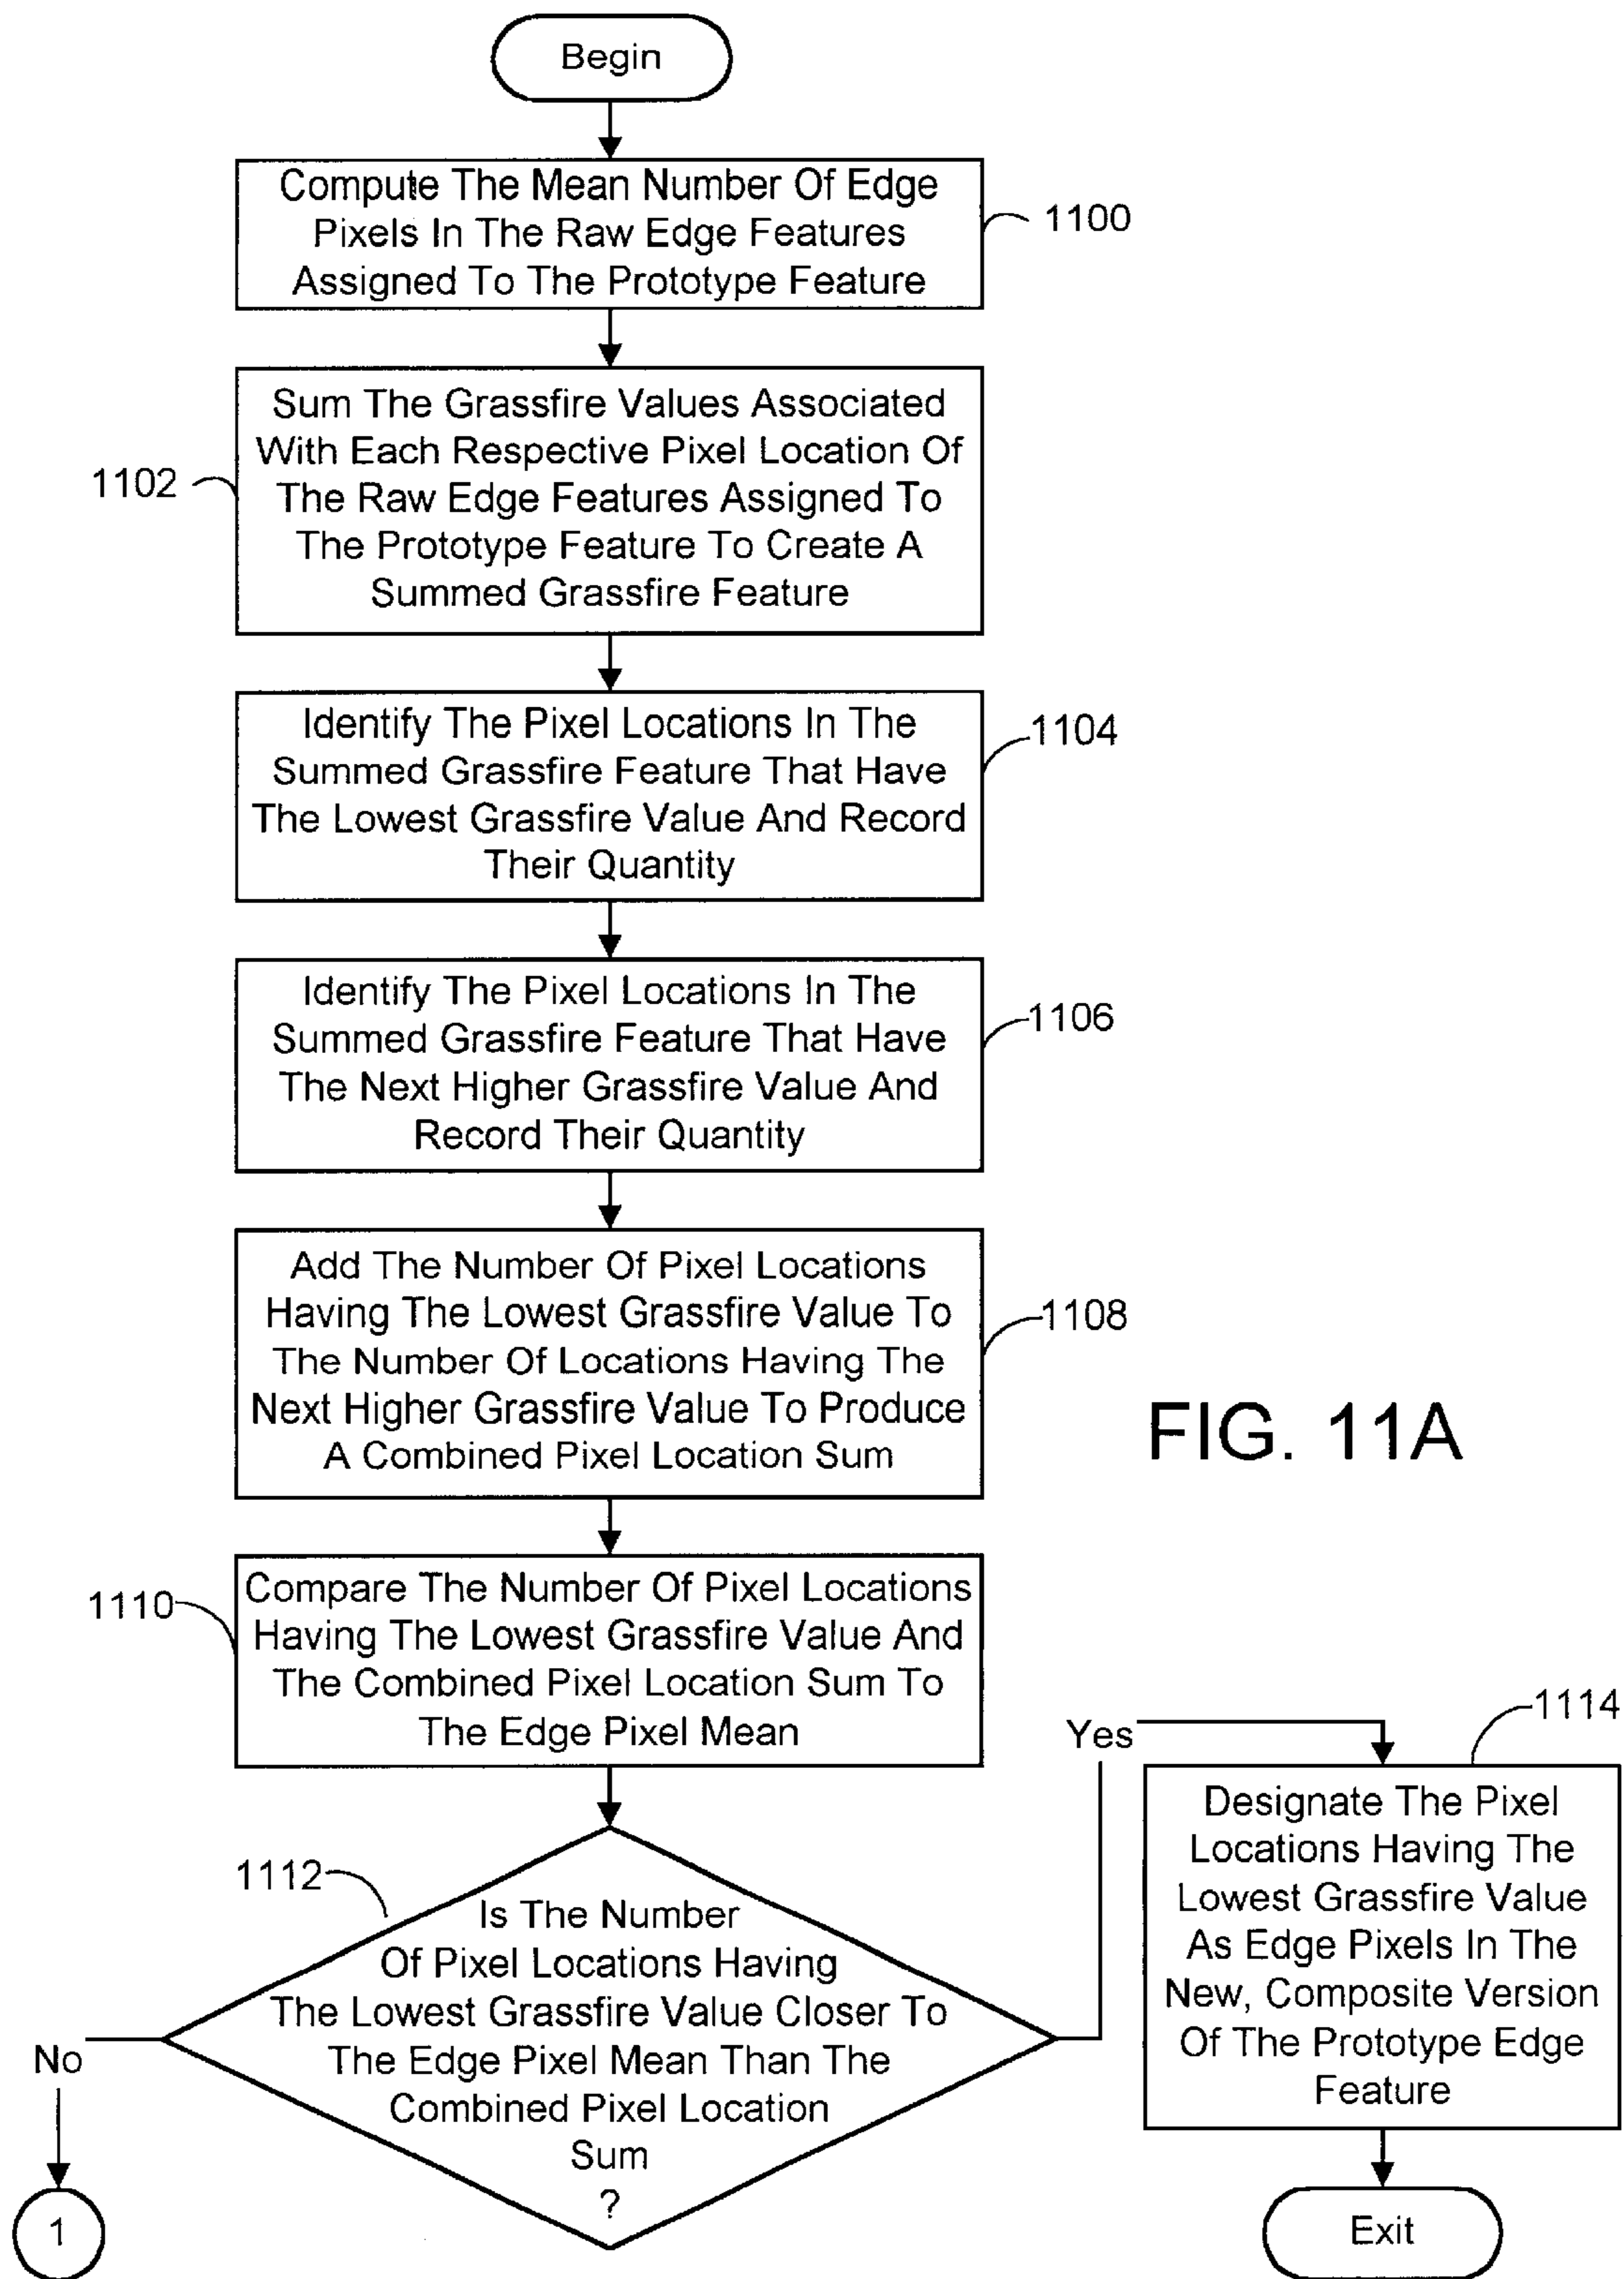 Begin
Compute The Mean Number Of Edge
Pixels In The Raw Edge Features
Assigned To The Prototype Feature
1100
Sum The Grassfire Values Associated
With Each Respective Pixel Location Of
The Raw Edge Features Assigned To
The Prototype Feature To Create A
Summed Grassfire Feature
1102
Identify The Pixel Locations In The
Summed Grassfire Feature That Have
The Lowest Grassfire Value And Record
Their Quantity
1104
Identify The Pixel Locations In The
Summed Grassfire Feature That Have
The Next Higher Grassfire Value And
Record Their Quantity
1106
Add The Number Of Pixel Locations
Having The Lowest Grassfire Value To
The Number Of Locations Having The
Next Higher Grassfire Value To Produce
A Combined Pixel Location Sum
1108
FIG. 11A
Compare The Number Of Pixel Locations
Having The Lowest Grassfire Value And
The Combined Pixel Location Sum To
The Edge Pixel Mean
1110
1112
Is The Number
Of Pixel Locations Having
The Lowest Grassfire Value Closer To
The Edge Pixel Mean Than The
Combined Pixel Location
Sum
?
Yes
1114
Designate The Pixel
Locations Having The
Lowest Grassfire Value
As Edge Pixels In The
New, Composite Version
Of The Prototype Edge
Feature
No
1
Exit